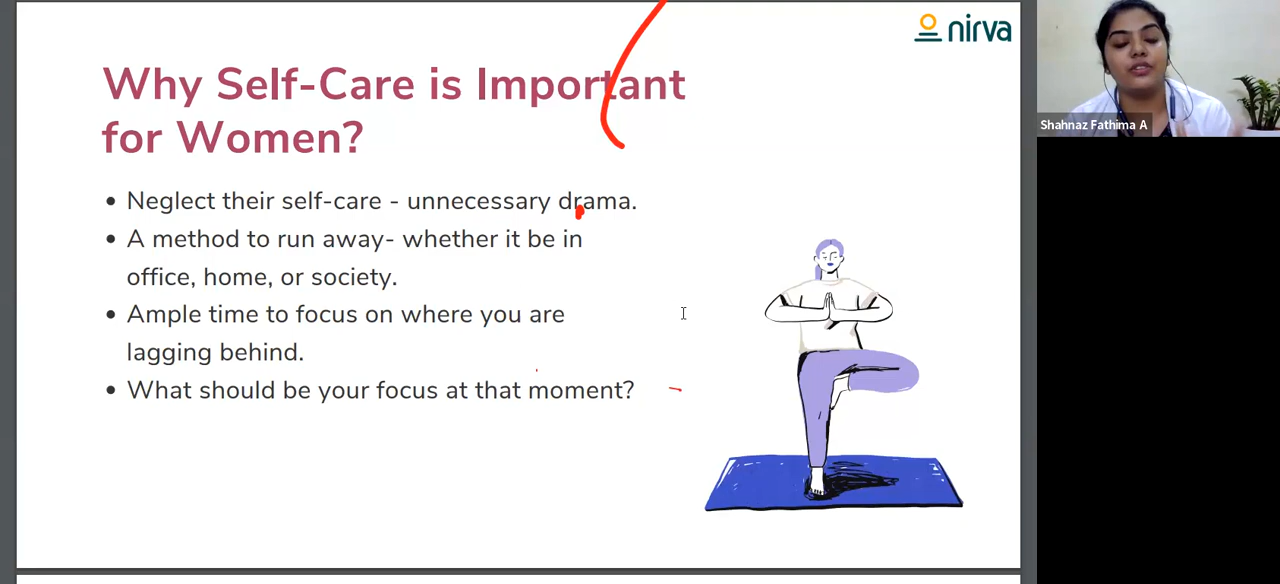 nirva
Why Self-Care is Important
for Women?
• Neglect their self-care - unnecessary drama.
• A method to run away- whether it be in
office, home, or society.
• Ample time to focus on where you are
lagging behind.
• What should be your focus at that moment?
Shahnaz Fathima A